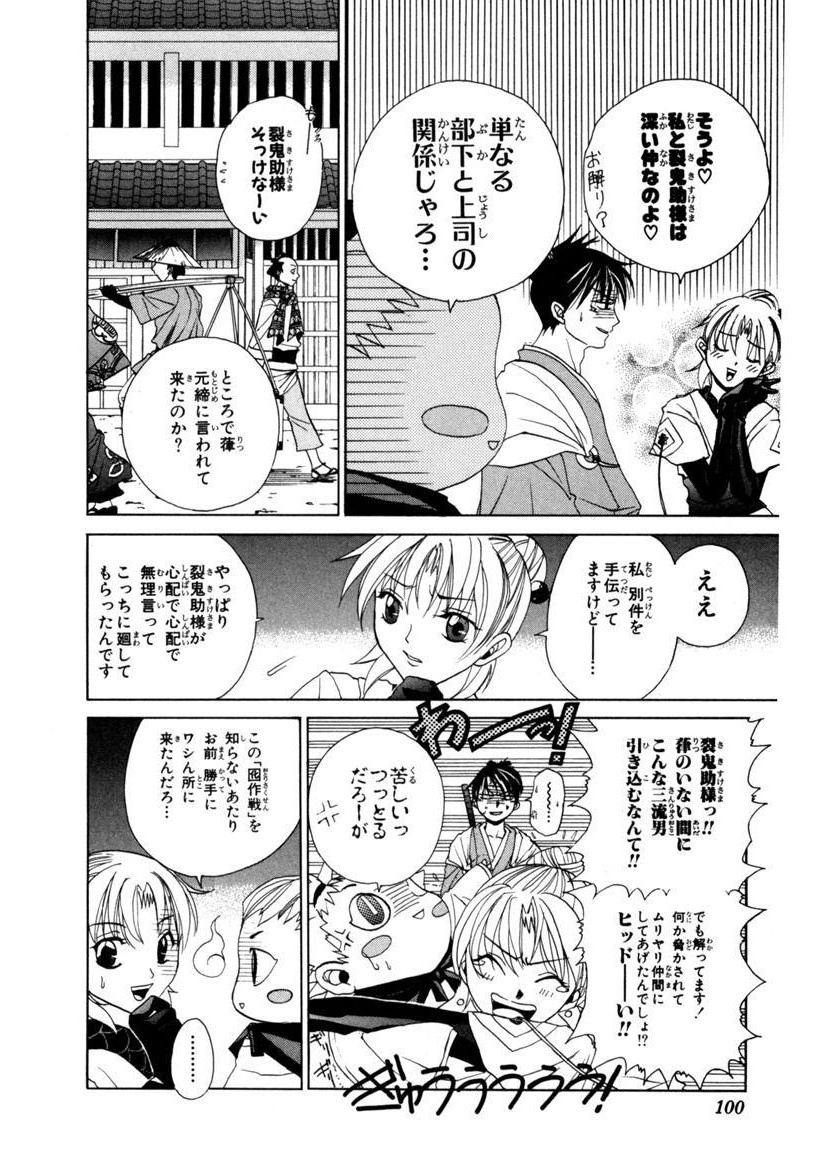 そうよ♡
私と裂鬼助様は
深い仲なのよ♡
お解り？
単なる
部下と上司の
関係じゃろ…
裂鬼助様
そっけなーい
ところで葎
元締に言われて
来たのか？
ええ
私 別件を
手伝って
ますけど――
やっぱり
裂鬼助様が
心配で心配で
無理言って
こっちに廻して
もらったんです
裂鬼助様っ!!
葎のいない間に
こんな三流男
引き込むなんて!!
でも解ってます!
何か脅かされて
ムリヤリ仲間に
してあげたんでしょ!?
ヒッドーーい!!
わーーッ!
………
苦しいっ
つっとる
だろーが
ぎゅううううう!
この「囮作戦」を
知らないあたり
お前 勝手に
ワシん所に
来たんだろ…
………
100